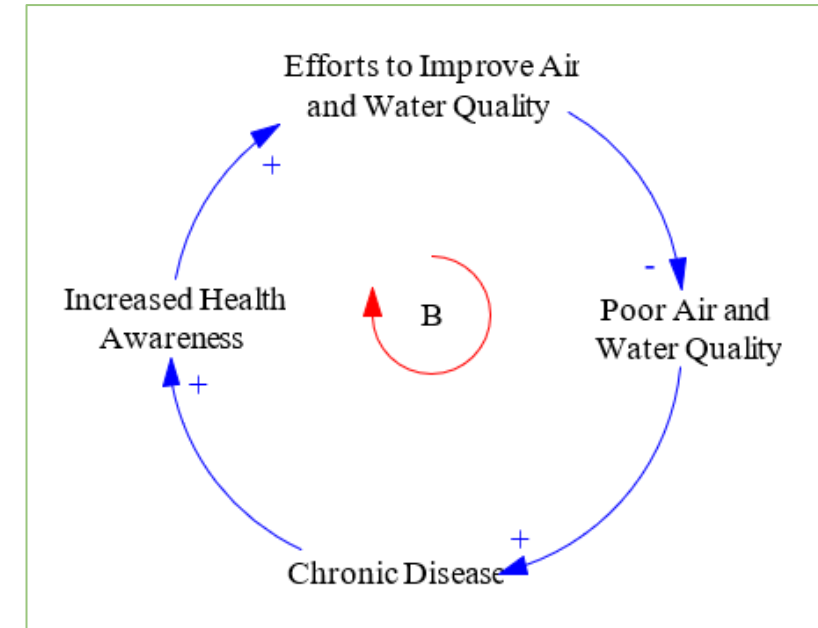 Efforts to Improve Air
and Water Quality
+
-
Increased Health
Awareness
B
Poor Air and
Water Quality
+
+
Chronic Disease